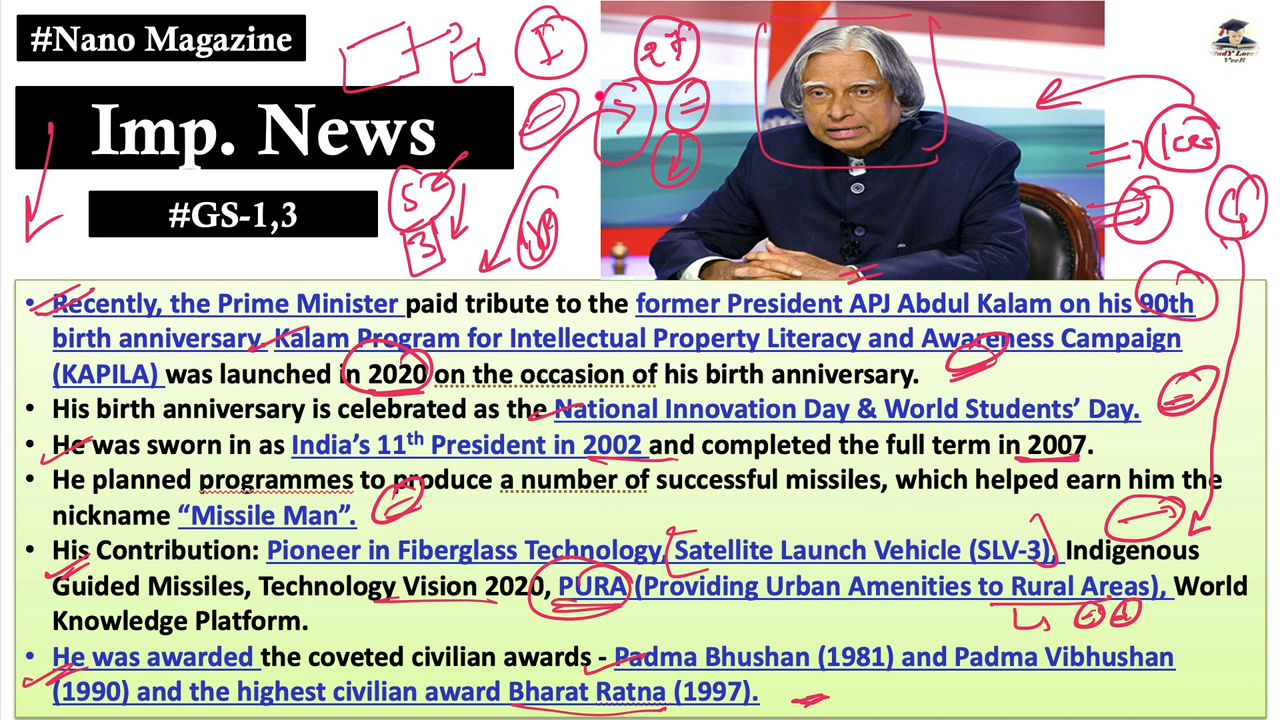 #Nano Magazine
Imp. News
#GS-1,3
• Recently, the Prime Minister paid tribute to the former President APJ Abdul Kalam on his 90th
birth anniversary. Kalam Program for Intellectual Property Literacy and Awareness Campaign
(KAPILA) was launched in 2020 on the occasion of his birth anniversary.
• His birth anniversary is celebrated as the National Innovation Day & World Students' Day.
• He was sworn in as India's 11th President in 2002 and completed the full term in 2007.
• He planned programmes to produce a number of successful missiles, which helped earn him the
nickname “Missile Man”.
• His Contribution: Pioneer in Fiberglass Technology, Satellite Launch Vehicle (SLV-3), Indigenous
Guided Missiles, Technology Vision 2020, PURA (Providing Urban Amenities to Rural Areas), World
Knowledge Platform.
• He was awarded the coveted civilian awards - Padma Bhushan (1981) and Padma Vibhushan
(1990) and the highest civilian award Bharat Ratna (1997).